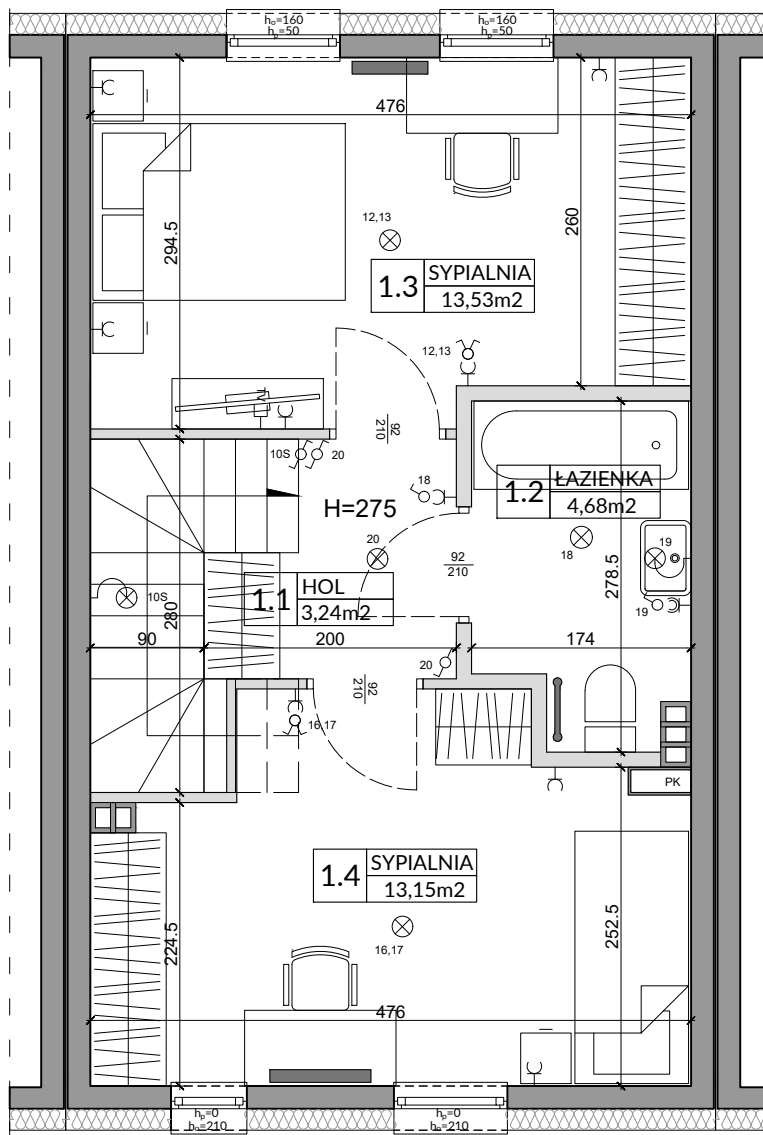 hₒ=160
hₚ=50
hₒ=160
hₚ=50
476
294.5
260
12,13
1.3
SYPIALNIA
13,53m2
12,13
TV
92
210
10S
20
18
H=275
1.2
ŁAZIENKA
4,68m2
20
92
210
18
19
278.5
10S
1.1
HOL
3,24m2
19
280
90
200
174
20
92
210
16,17
PK
1.4
SYPIALNIA
13,15m2
224.5
252.5
16,17
476
hₚ=0
hₒ=210
hₚ=0
hₒ=210